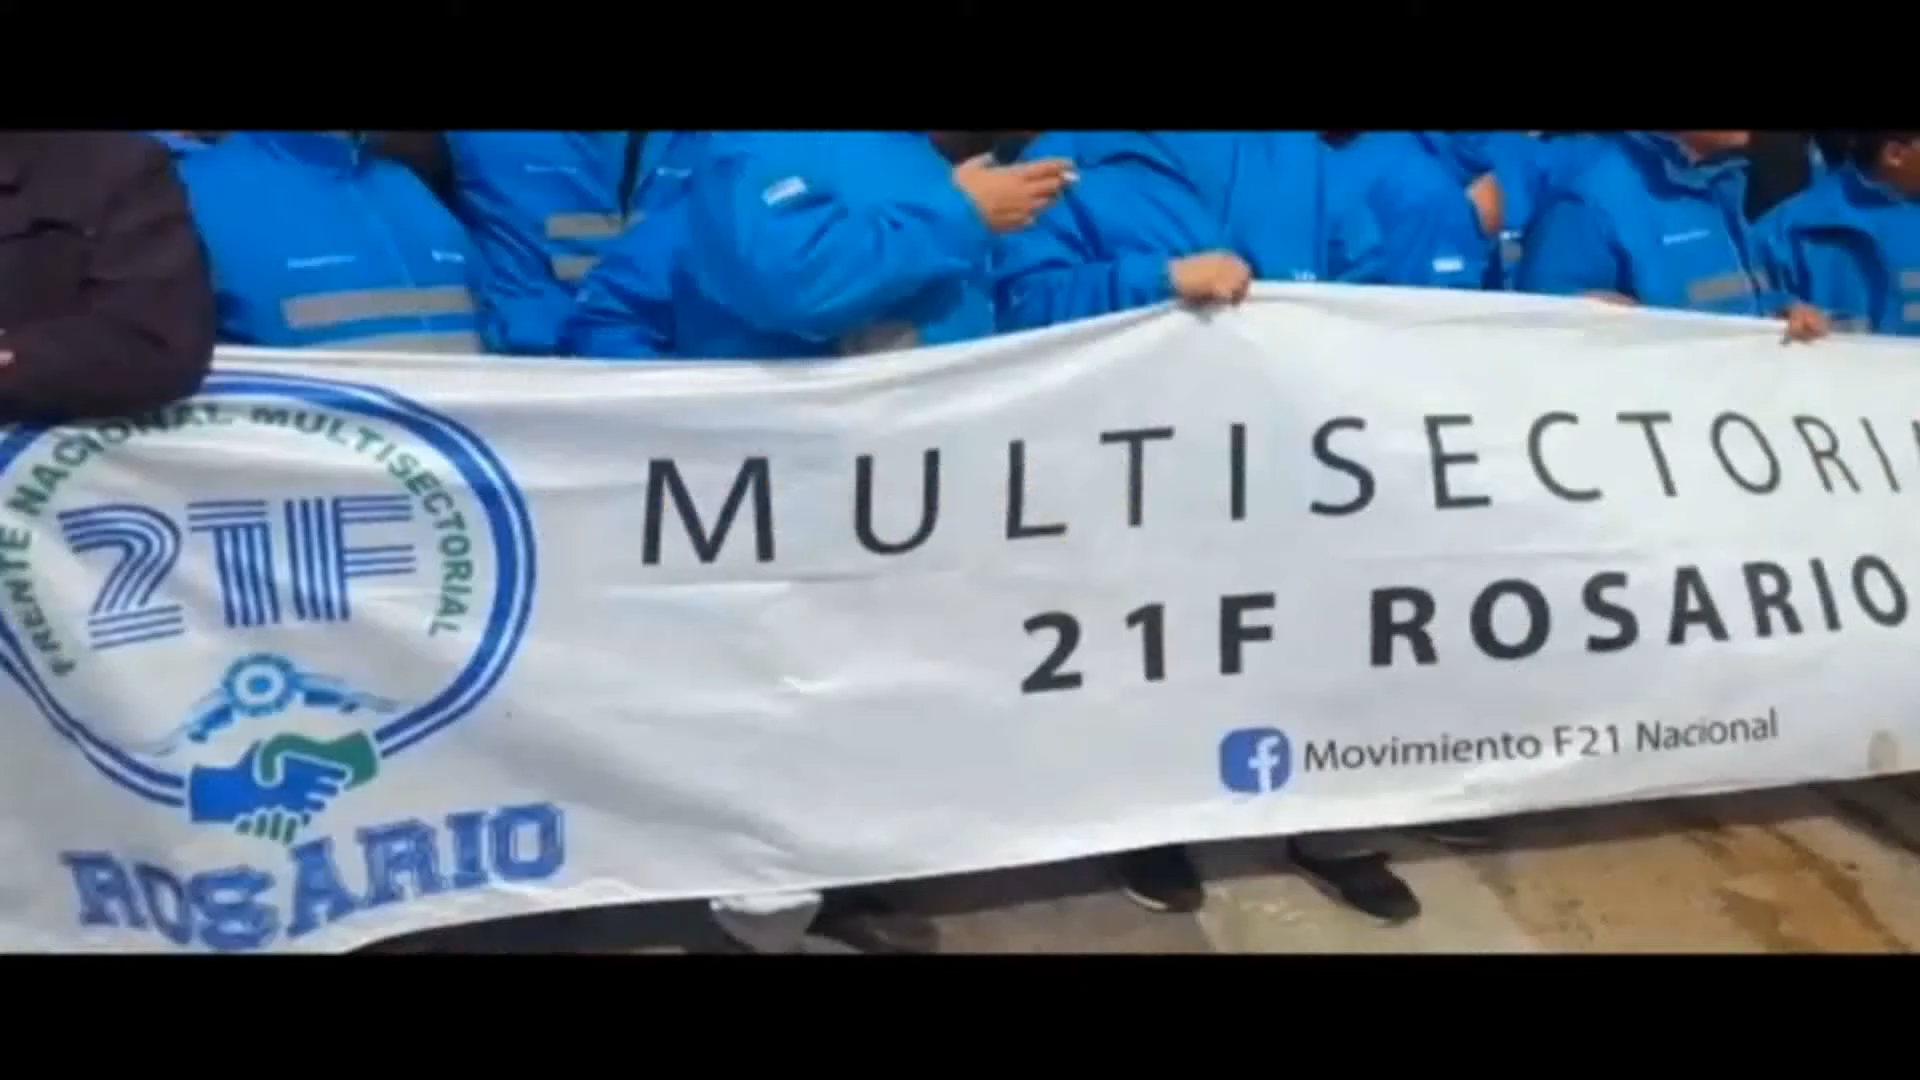 FRENTE NACIONAL MULTISECTORIAL
21F
ROSARIO
MULTISECTORI
21F ROSARIO
f Movimiento F21 Nacional